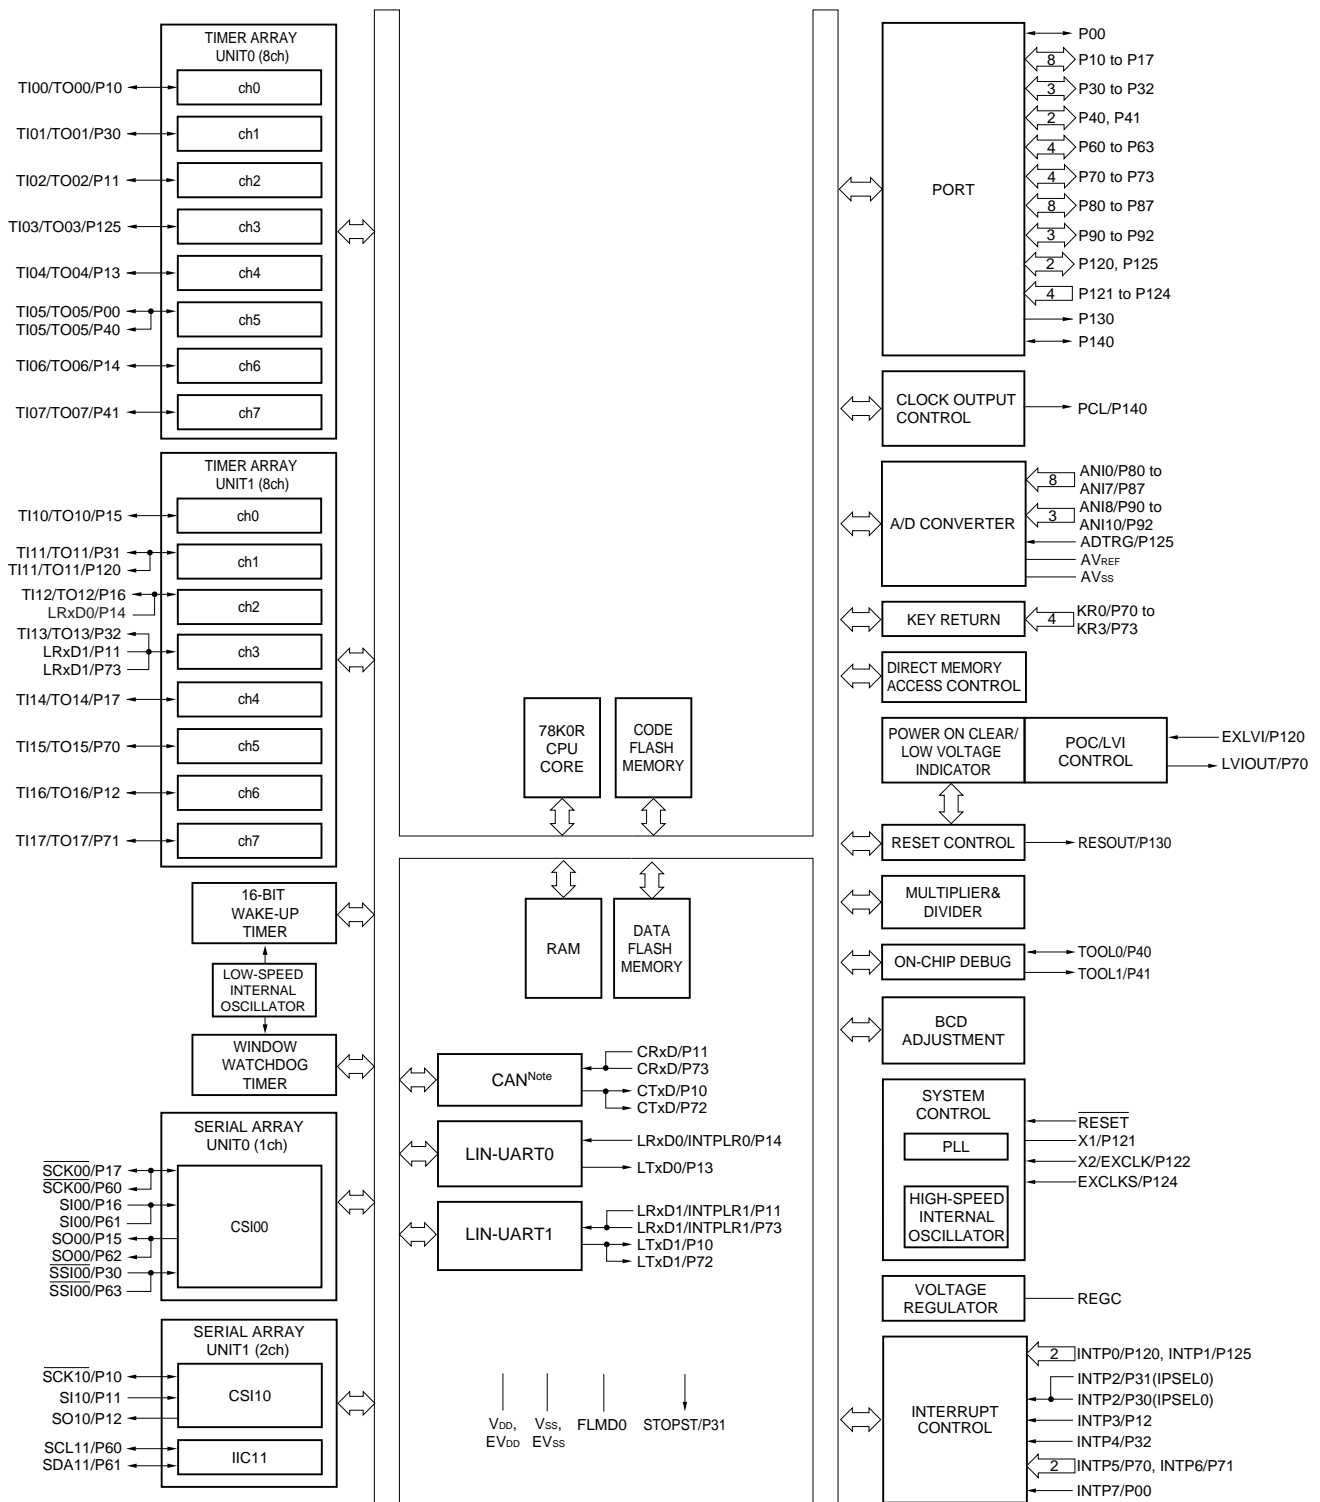 TIMER ARRAY
UNIT0 (8ch)
TI00/TO00/P10
ch0
TI01/TO01/P30
ch1
TI02/TO02/P11
ch2
TI03/TO03/P125
ch3
TI04/TO04/P13
ch4
TI05/TO05/P00
TI05/TO05/P40
ch5
TI06/TO06/P14
ch6
TI07/TO07/P41
ch7
TIMER ARRAY
UNIT1 (8ch)
TI10/TO10/P15
ch0
TI11/TO11/P31
TI11/TO11/P120
ch1
TI12/TO12/P16
LRxD0/P14
ch2
TI13/TO13/P32
LRxD1/P11
LRxD1/P73
ch3
TI14/TO14/P17
ch4
TI15/TO15/P70
ch5
TI16/TO16/P12
ch6
TI17/TO17/P71
ch7
16-BIT
WAKE-UP
TIMER
LOW-SPEED
INTERNAL
OSCILLATOR
WINDOW
WATCHDOG
TIMER
SERIAL ARRAY
UNIT0 (1ch)
SCK00/P17
SCK00/P60
SI00/P16
SI00/P61
SO00/P15
SO00/P62
SSI00/P30
SSI00/P63
CSI00
SERIAL ARRAY
UNIT1 (2ch)
SCK10/P10
SI10/P11
SO10/P12
CSI10
SCL11/P60
SDA11/P61
IIC11
78K0R
CPU
CORE
CODE
FLASH
MEMORY
RAM
DATA
FLASH
MEMORY
CAN Note
CRxD/P11
CRxD/P73
CTxD/P10
CTxD/P72
LIN-UART0
LRxD0/INTPLR0/P14
LTxD0/P13
LIN-UART1
LRxD1/INTPLR1/P11
LRxD1/INTPLR1/P73
LTxD1/P10
LTxD1/P72
VDD,
EVDD
VSS,
EVSS
FLMD0
STOPST/P31
PORT
P00
8 P10 to P17
3 P30 to P32
2 P40, P41
4 P60 to P63
4 P70 to P73
8 P80 to P87
3 P90 to P92
2 P120, P125
4 P121 to P124
P130
P140
CLOCK OUTPUT
CONTROL
PCL/P140
A/D CONVERTER
8 ANI0/P80 to
ANI7/P87
3 ANI8/P90 to
ANI10/P92
ADTRG/P125
AVREF
AVSS
KEY RETURN
4 KR0/P70 to
KR3/P73
DIRECT MEMORY
ACCESS CONTROL
POWER ON CLEAR/
LOW VOLTAGE
INDICATOR
POC/LVI
CONTROL
EXLVI/P120
LVIOUT/P70
RESET CONTROL
RESOUT/P130
MULTIPLIER&
DIVIDER
ON-CHIP DEBUG
TOOL0/P40
TOOL1/P41
BCD
ADJUSTMENT
SYSTEM
CONTROL
PLL
HIGH-SPEED
INTERNAL
OSCILLATOR
RESET
X1/P121
X2/EXCLK/P122
EXCLKS/P124
VOLTAGE
REGULATOR
REGC
INTERRUPT
CONTROL
2 INTP0/P120, INTP1/P125
INTP2/P31(IPSEL0)
INTP2/P30(IPSEL0)
INTP3/P12
INTP4/P32
2 INTP5/P70, INTP6/P71
INTP7/P00